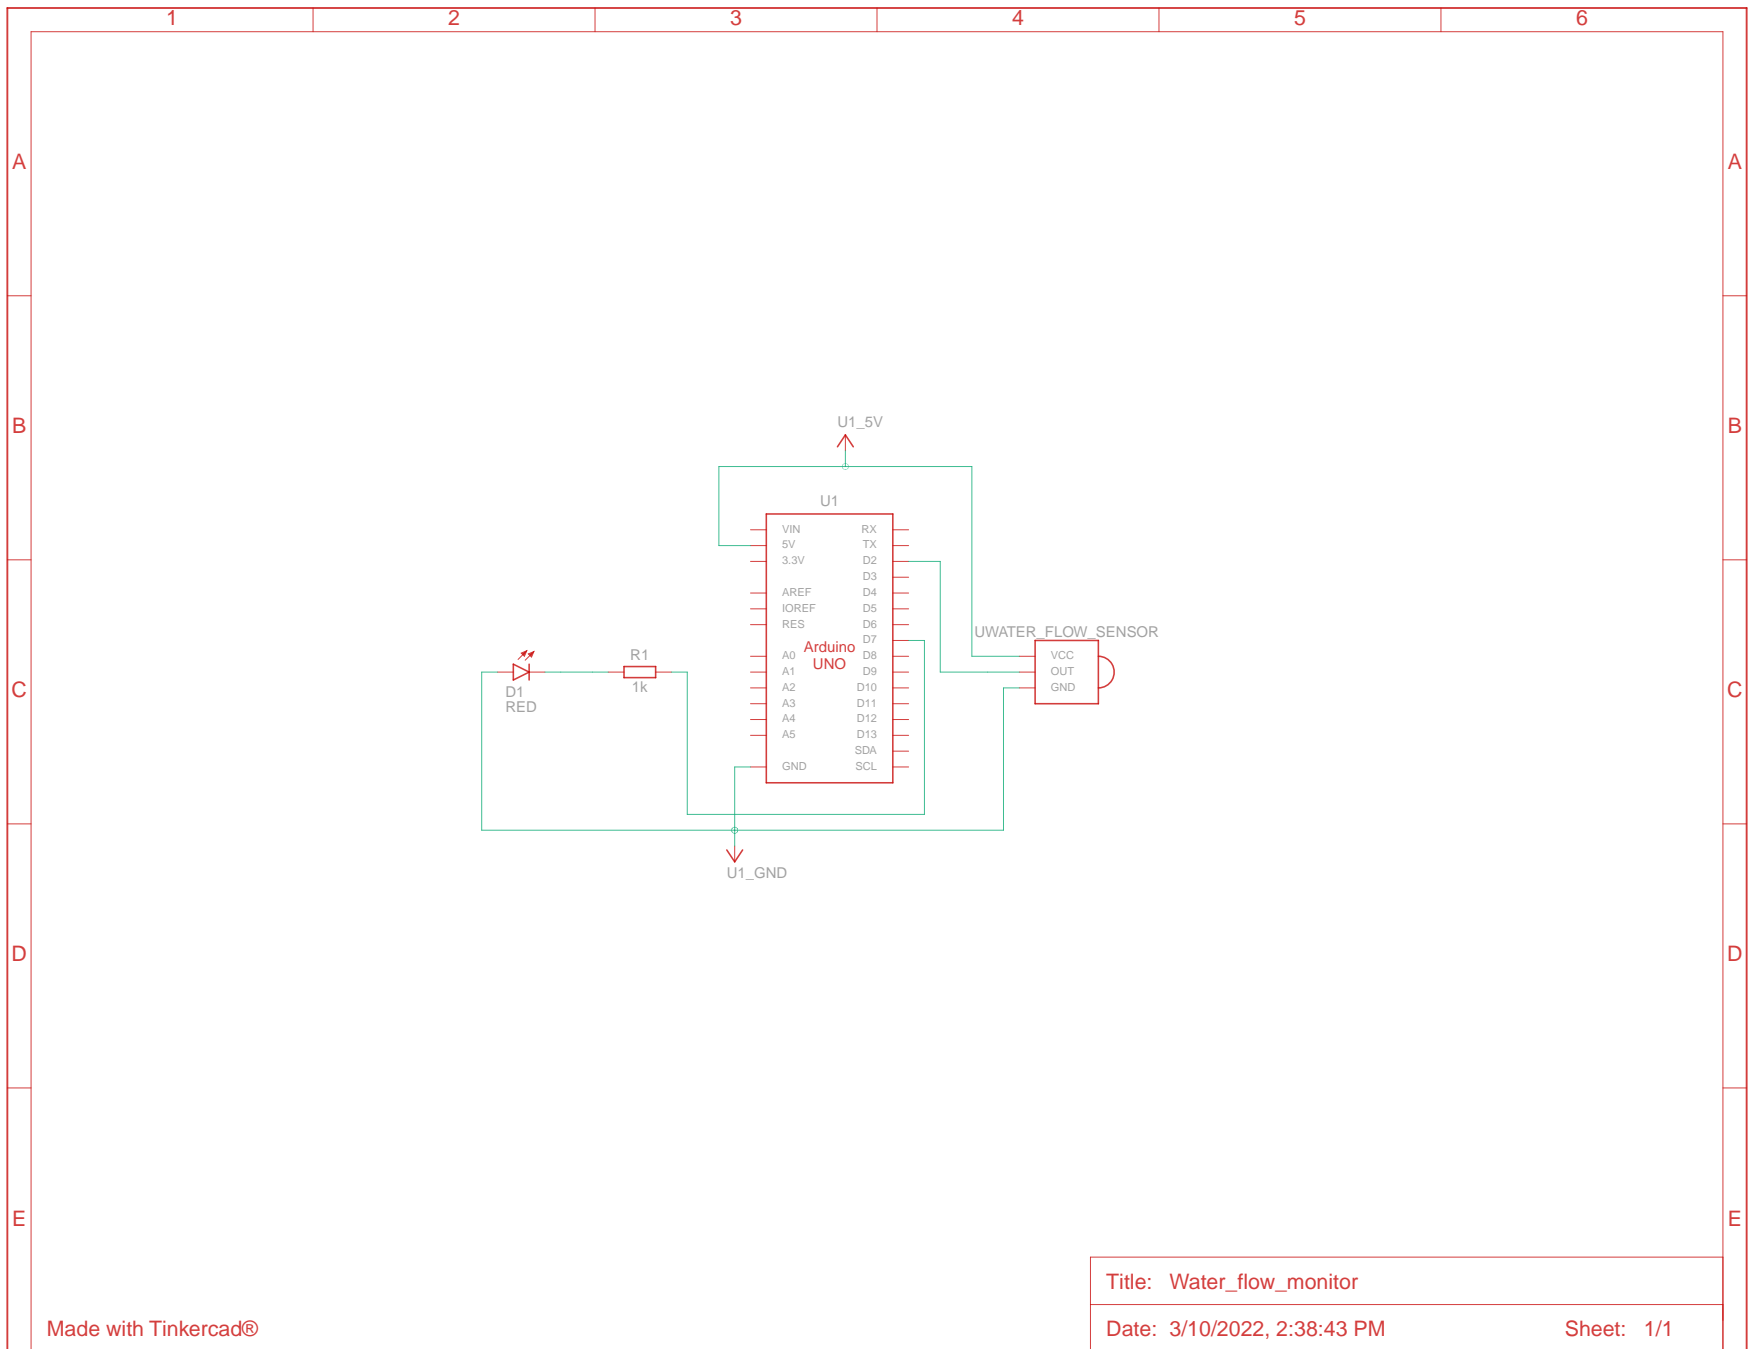 1 2 3 4 5 6
A A
B B
U1_5V
U1
VIN RX
5V TX
3.3V D2
D3
AREF D4
IOREF D5
RES D6
D7
Arduino
UNO
A0 D8
A1 D9
A2 D10
A3 D11
A4 D12
A5 D13
SDA
GND SCL
UWATER_FLOW_SENSOR
VCC
OUT
GND
R1
1k
D1
RED
C C
U1_GND
D D
E E
Title: Water_flow_monitor
Made with Tinkercad®
Date: 3/10/2022, 2:38:43 PM Sheet: 1/1